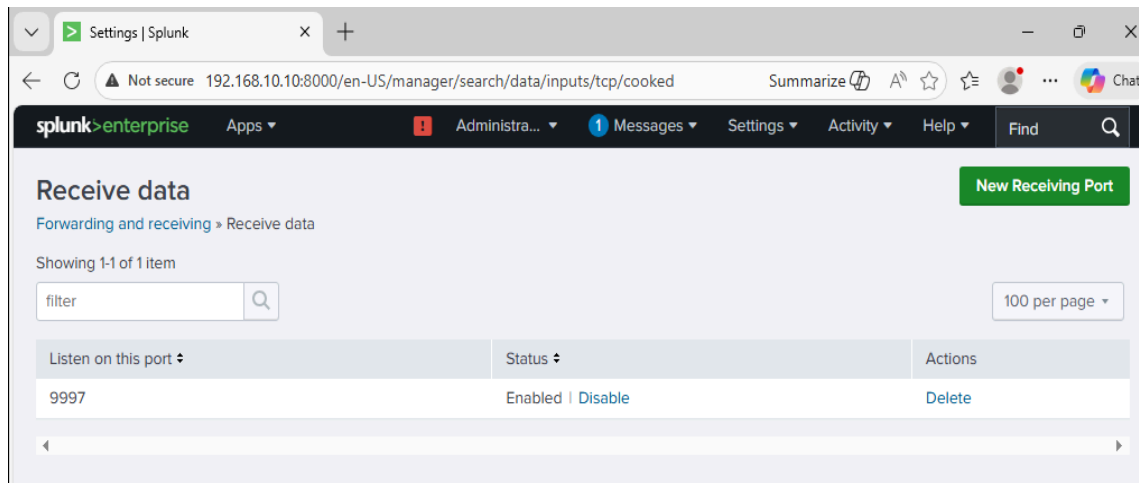 Settings | Splunk
Not secure 192.168.10.10:8000/en-US/manager/search/data/inputs/tcp/cooked Summarize Chat
splunk>enterprise Apps ! Administra... 1 Messages Settings Activity Help Find
Receive data New Receiving Port
Forwarding and receiving » Receive data
Showing 1-1 of 1 item
filter 100 per page
Listen on this port Status Actions
9997 Enabled | Disable Delete